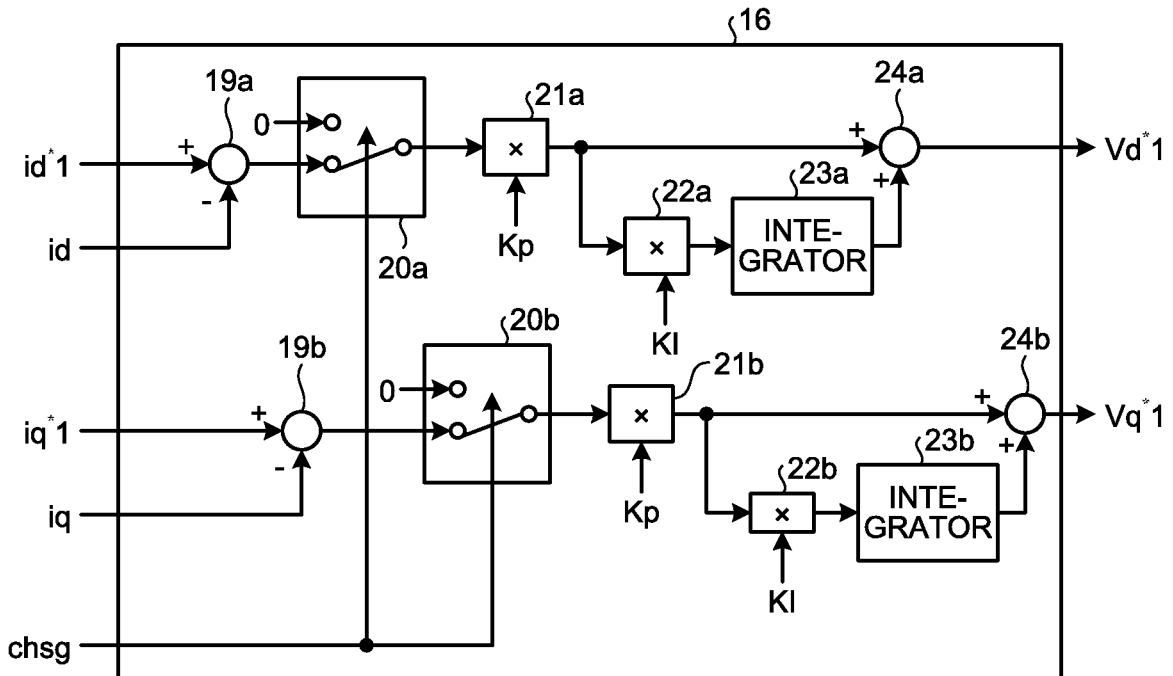 16
19a
21a
24a
0
+
+
id*1
×
Vd*1
-
22a
23a
+
id
Kp
×
INTE-
GRATOR
20a
KI
20b
19b
21b
24b
0
+
+
iq*1
×
Vq*1
-
22b
23b
+
iq
Kp
×
INTE-
GRATOR
KI
chsg